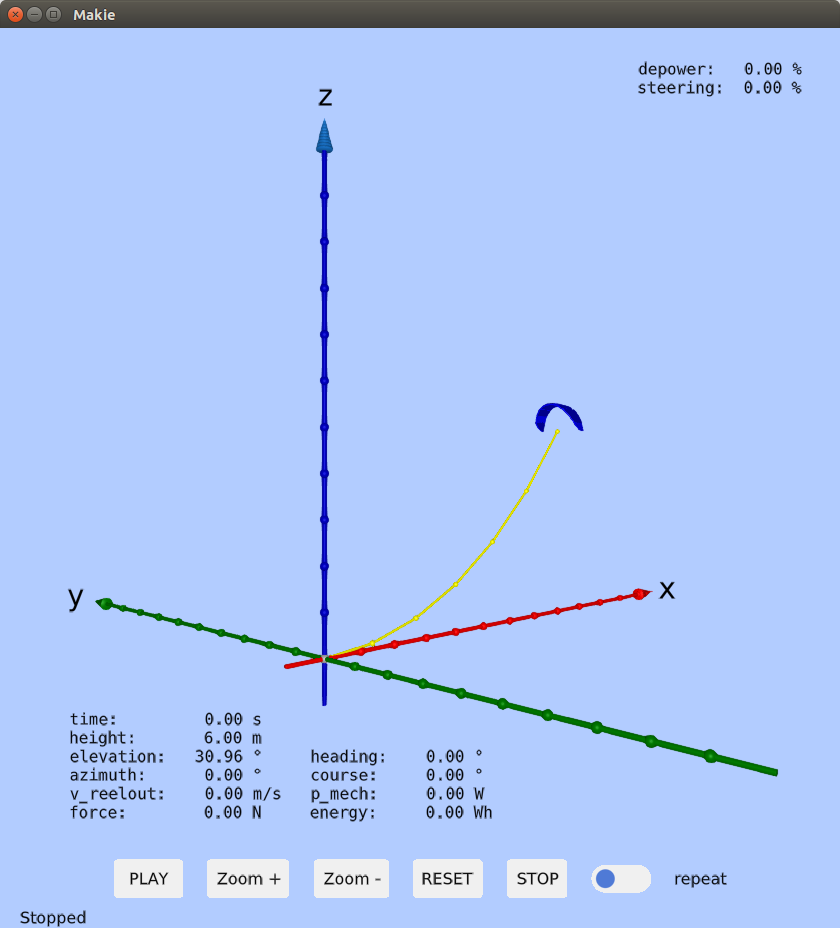 Makie
depower: 0.00 %
steering: 0.00 %
z
y
x
time: 0.00 s
height: 6.00 m
elevation: 30.96 ° heading: 0.00 °
azimuth: 0.00 ° course: 0.00 °
v_reelout: 0.00 m/s p_mech: 0.00 W
force: 0.00 N energy: 0.00 Wh
PLAY Zoom + Zoom - RESET STOP repeat
Stopped